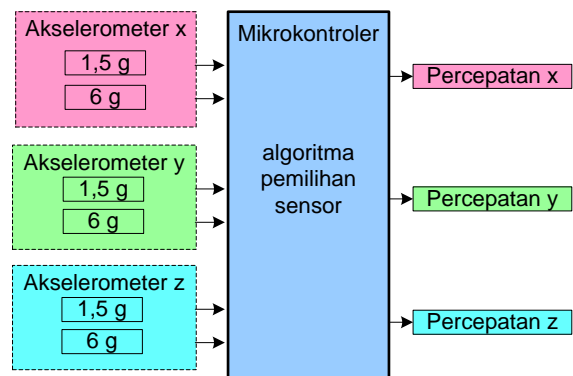 Akselerometer x
1,5 g
6 g
Akselerometer y
1,5 g
6 g
Akselerometer z
1,5 g
6 g
Mikrokontroler
algoritma
pemilihan
sensor
Percepatan x
Percepatan y
Percepatan z